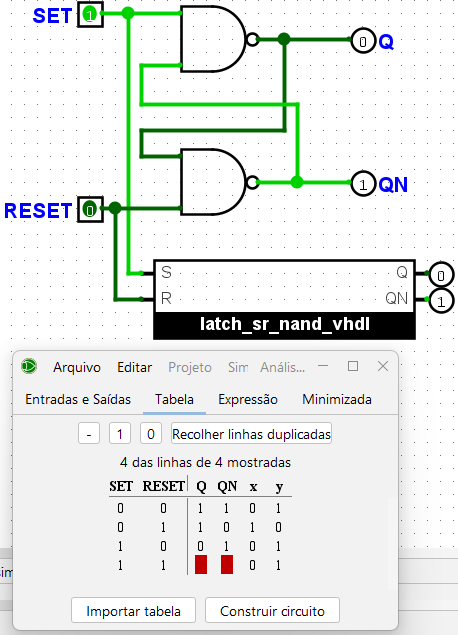 SET 1
0 Q
1 QN
RESET 0
S Q 0
R QN 1
latch_sr_nand_vhdl
Arquivo Editar Projeto Sim Anális...
Entradas e Saídas Tabela Expressão Minimizada
- 1 0 Recolher linhas duplicadas
4 das linhas de 4 mostradas
SET RESET Q QN x y
0 0 1 1 0 1
0 1 1 0 1 0
1 0 0 1 0 1
1 1 0 1
Importar tabela Construir circuito